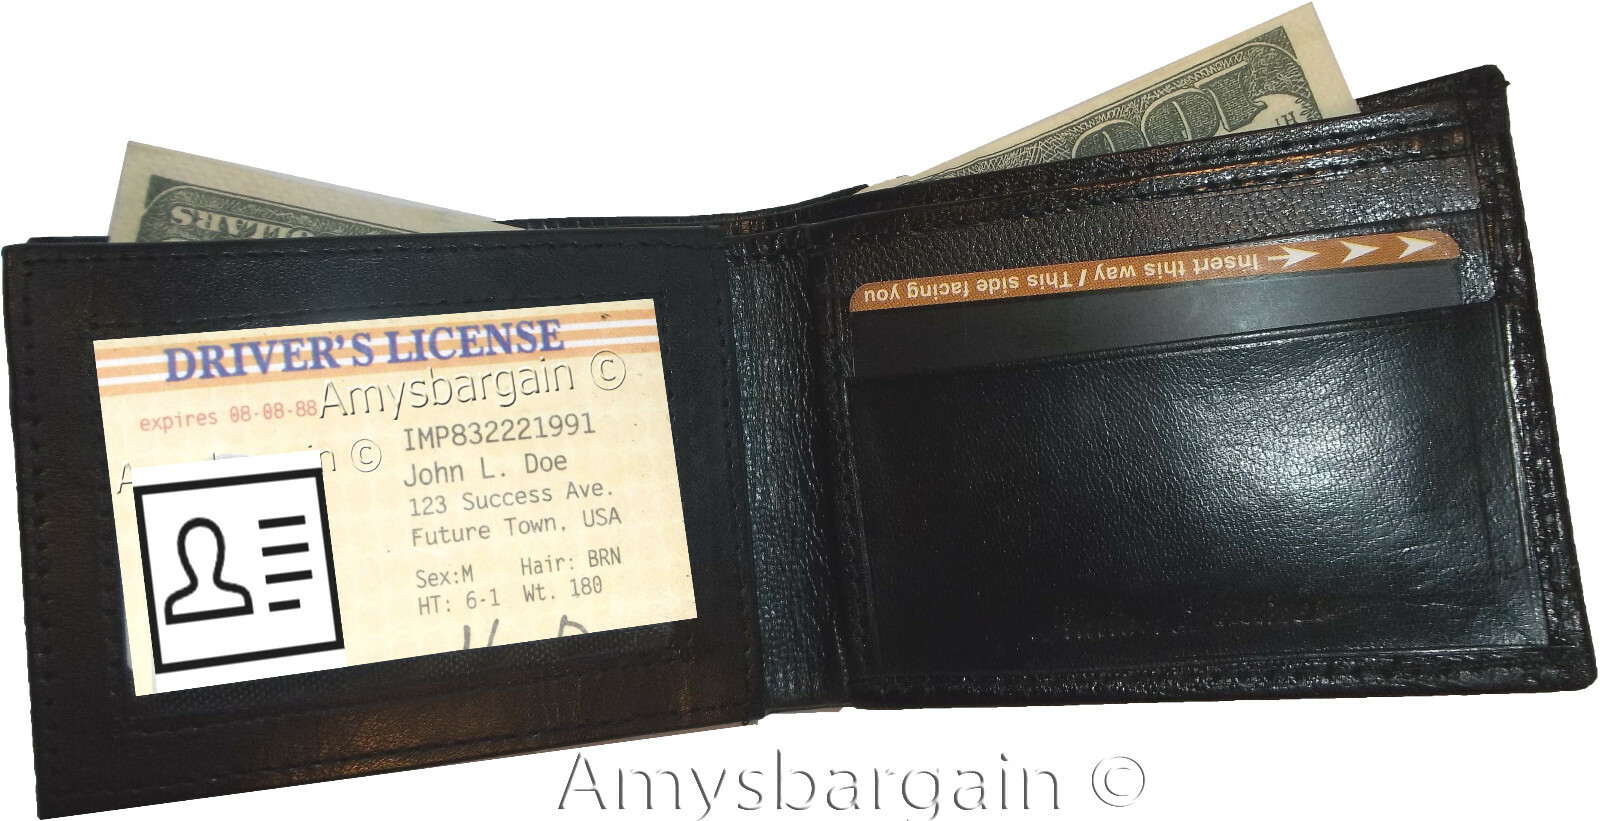 DOLLARS
Insert this way / This side facing you
DRIVER'S LICENSE
Amysbargain ©
expires 08-08-88
IMP832221991
John L. Doe
123 Success Ave.
Future Town, USA
Sex:M Hair: BRN
HT: 6-1 Wt. 180
Amysbargain ©